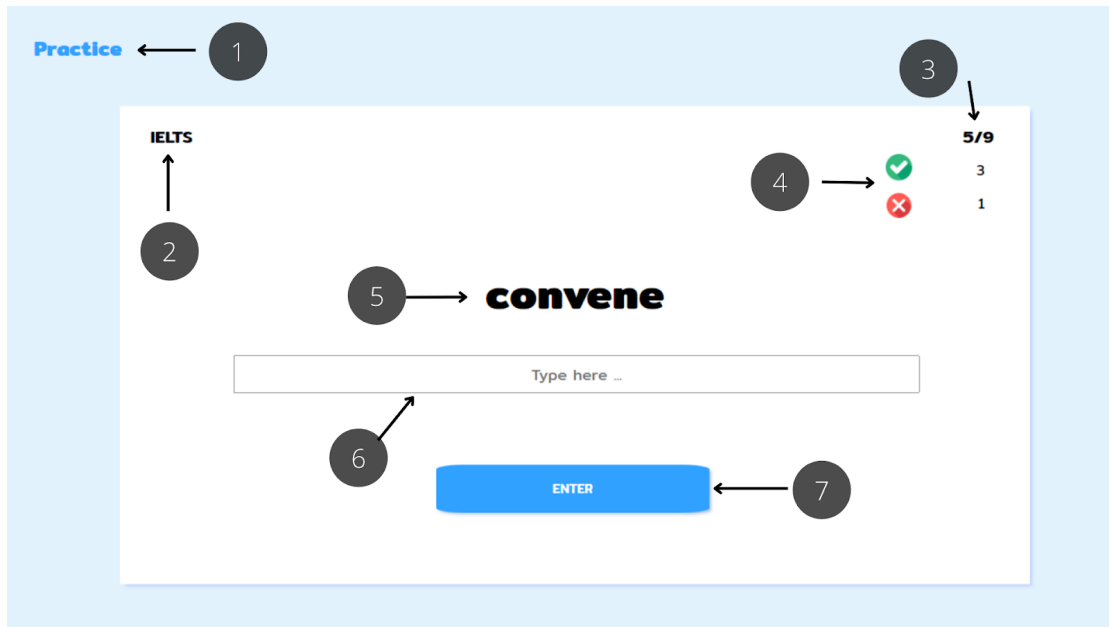 Practice
1
3
IELTS
5/9
3
4
1
2
5
convene
Type here ...
6
ENTER
7